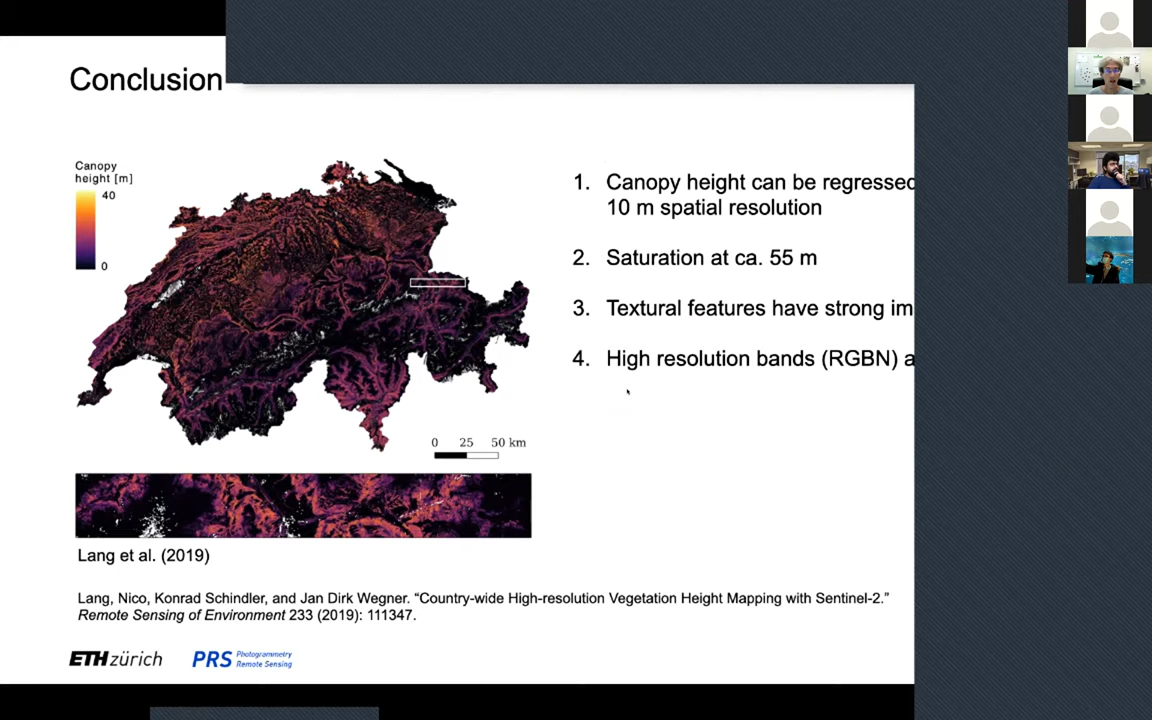 Conclusion
Canopy
height [m]
40
0
0 25 50 km
1. Canopy height can be regressed
10 m spatial resolution
2. Saturation at ca. 55 m
3. Textural features have strong im
4. High resolution bands (RGBN) a
Lang et al. (2019)
Lang, Nico, Konrad Schindler, and Jan Dirk Wegner. “Country-wide High-resolution Vegetation Height Mapping with Sentinel-2.”
Remote Sensing of Environment 233 (2019): 111347.
ETH zürich
PRS Photogrammetry
Remote Sensing